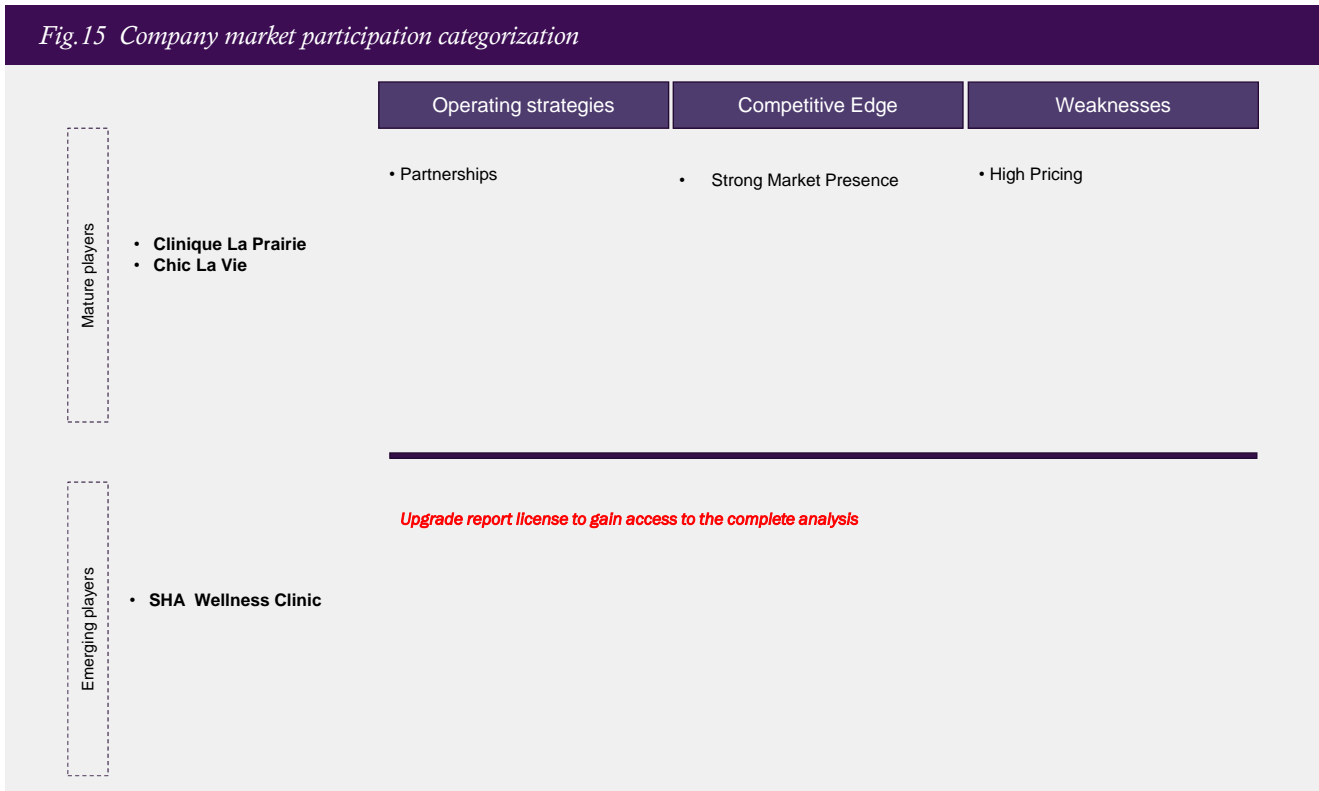 Fig.15 Company market participation categorization
Operating strategies
Competitive Edge
Weaknesses
Mature players
• Clinique La Prairie
• Chic La Vie
• Partnerships
• Strong Market Presence
• High Pricing
Upgrade report license to gain access to the complete analysis
Emerging players
• SHA Wellness Clinic